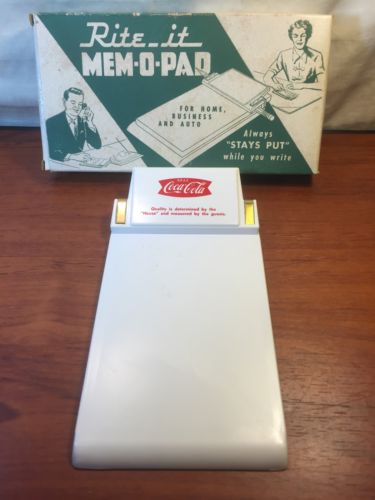 Rite-it
MEM-O-PAD
FOR HOME,
BUSINESS
AND AUTO
Always
"STAYS PUT"
while you write
DRINK
Coca-Cola
Quality is determined by the
"House" and measured by the guests.